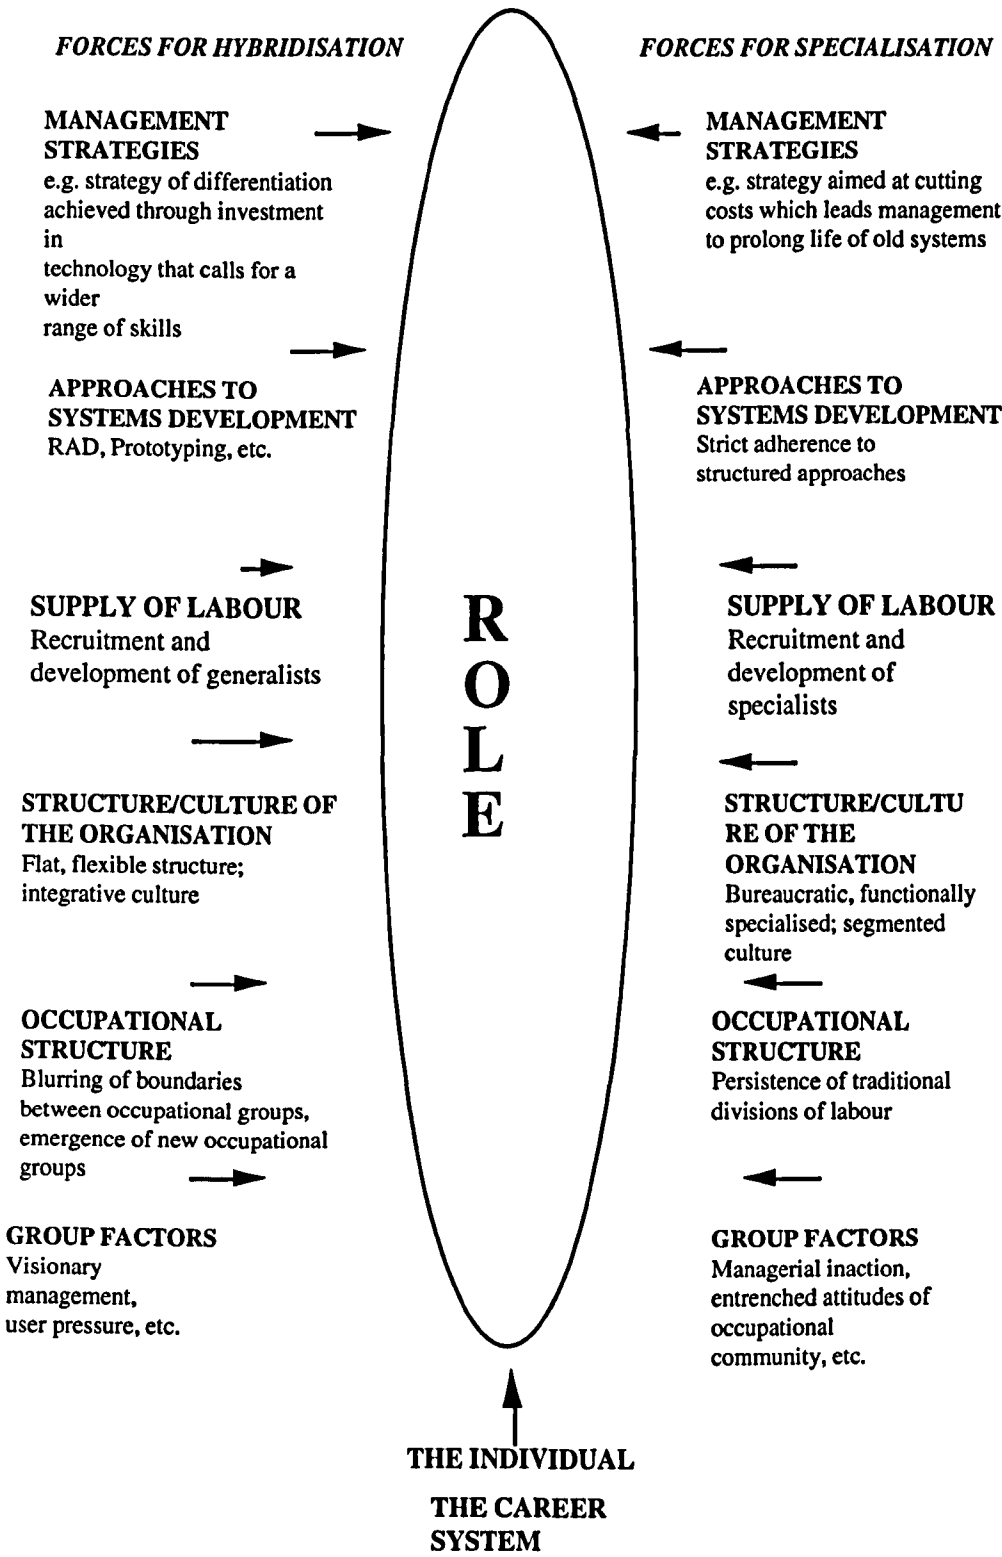 FORCES FOR HYBRIDISATION
MANAGEMENT
STRATEGIES
e.g. strategy of differentiation
achieved through investment
in
technology that calls for a
wider
range of skills
APPROACHES TO
SYSTEMS DEVELOPMENT
RAD, Prototyping, etc.
SUPPLY OF LABOUR
Recruitment and
development of generalists
STRUCTURE/CULTURE OF
THE ORGANISATION
Flat, flexible structure;
integrative culture
OCCUPATIONAL
STRUCTURE
Blurring of boundaries
between occupational groups,
emergence of new occupational
groups
GROUP FACTORS
Visionary
management,
user pressure, etc.
R
O
L
E
FORCES FOR SPECIALISATION
MANAGEMENT
STRATEGIES
e.g. strategy aimed at cutting
costs which leads management
to prolong life of old systems
APPROACHES TO
SYSTEMS DEVELOPMENT
Strict adherence to
structured approaches
SUPPLY OF LABOUR
Recruitment and
development of
specialists
STRUCTURE/CULTU
RE OF THE
ORGANISATION
Bureaucratic, functionally
specialised; segmented
culture
OCCUPATIONAL
STRUCTURE
Persistence of traditional
divisions of labour
GROUP FACTORS
Managerial inaction,
entrenched attitudes of
occupational
community, etc.
THE INDIVIDUAL
THE CAREER
SYSTEM